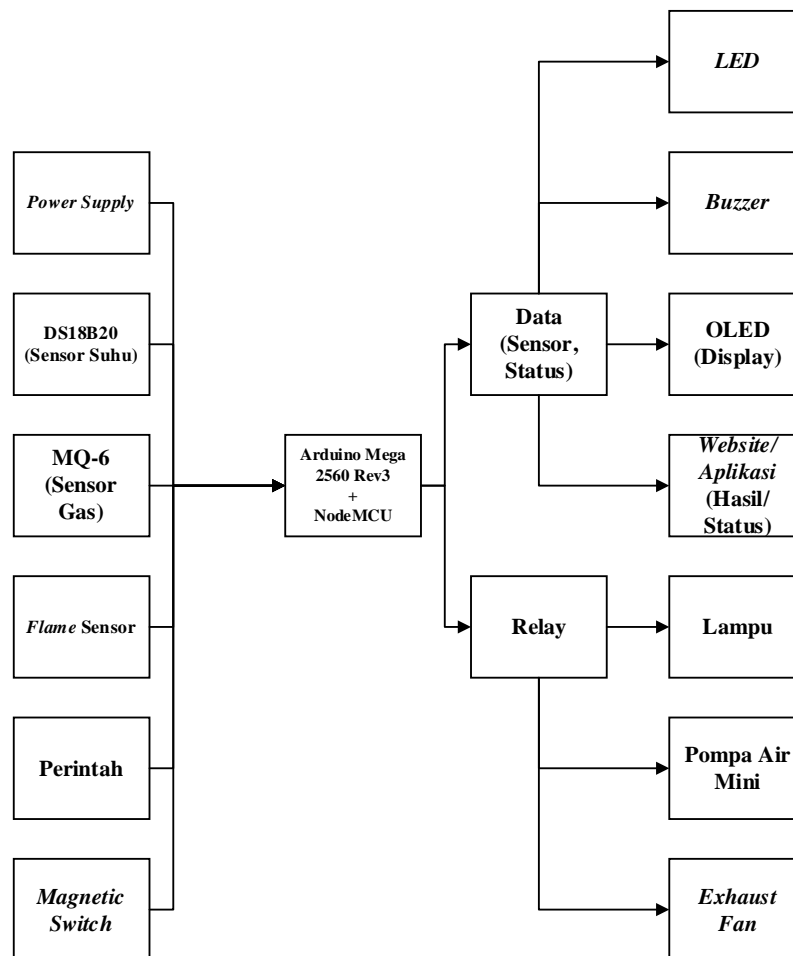 Power Supply
DS18B20
(Sensor Suhu)
MQ-6
(Sensor
Gas)
Flame Sensor
Perintah
Magnetic
Switch
Arduino Mega
2560 Rev3
+
NodeMCU
Data
(Sensor,
Status)
Relay
LED
Buzzer
OLED
(Display)
Website/
Aplikasi
(Hasil/
Status)
Lampu
Pompa Air
Mini
Exhaust
Fan